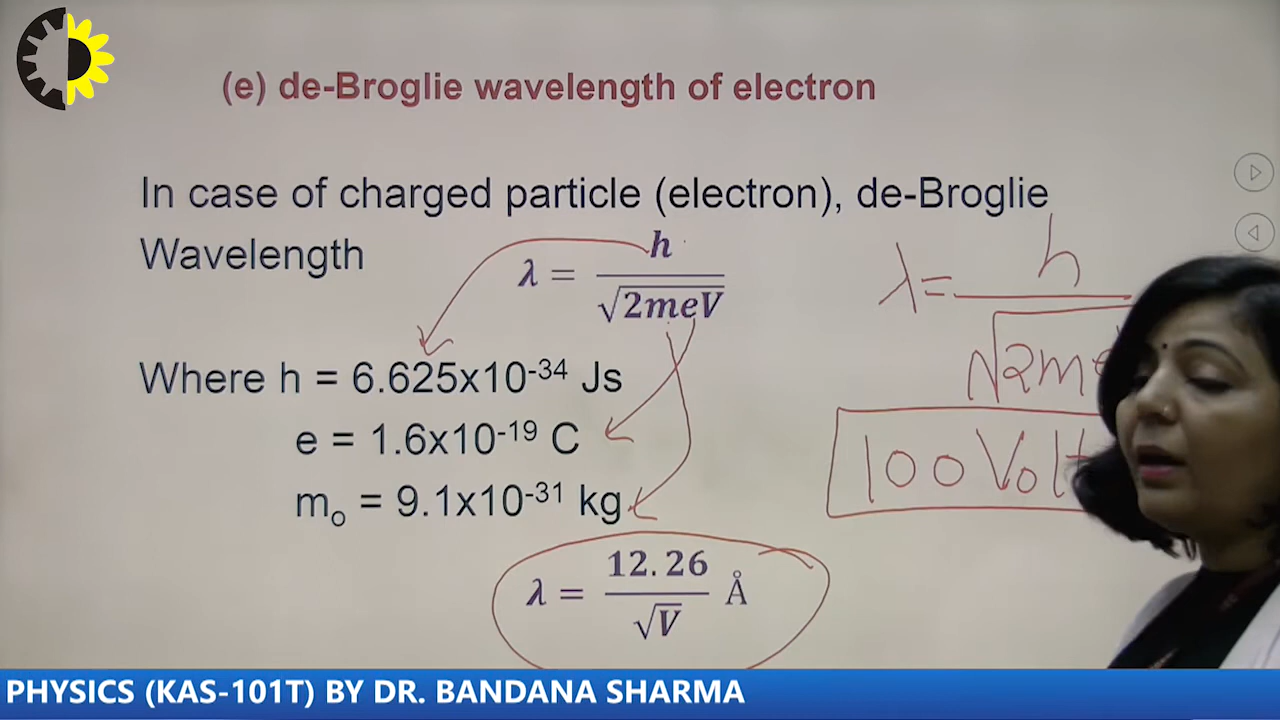 (e) de-Broglie wavelength of electron
In case of charged particle (electron), de-Broglie
Wavelength
λ = h / √2meV
λ = h
√2me
Where h = 6.625x10⁻³⁴ Js
e = 1.6x10⁻¹⁹ C
100 Volt
mₒ = 9.1x10⁻³¹ kg
λ = 12.26 / √V Å
PHYSICS (KAS-101T) BY DR. BANDANA SHARMA